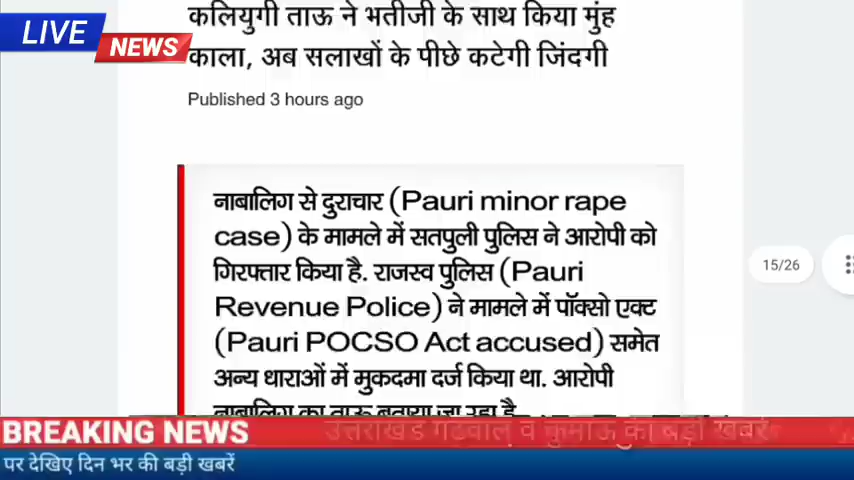 कलियुगी ताऊ ने भतीजी के साथ किया मुंह
काला, अब सलाखों के पीछे कटेगी जिंदगी
LIVE
NEWS
Published 3 hours ago
नाबालिग से दुराचार (Pauri minor rape
case) के मामले में सतपुली पुलिस ने आरोपी को
गिरफ्तार किया है. राजस्व पुलिस (Pauri
Revenue Police) ने मामले में पॉक्सो एक्ट
(Pauri POCSO Act accused) समेत
अन्य धाराओं में मुकदमा दर्ज किया था. आरोपी
नाबालिग का ताऊ बताया जा रहा है.
15/26
BREAKING NEWS
उत्तराखंड गढ़वाल व कुमाऊं की बड़ी खबरें
पर देखिए दिन भर की बड़ी खबरें